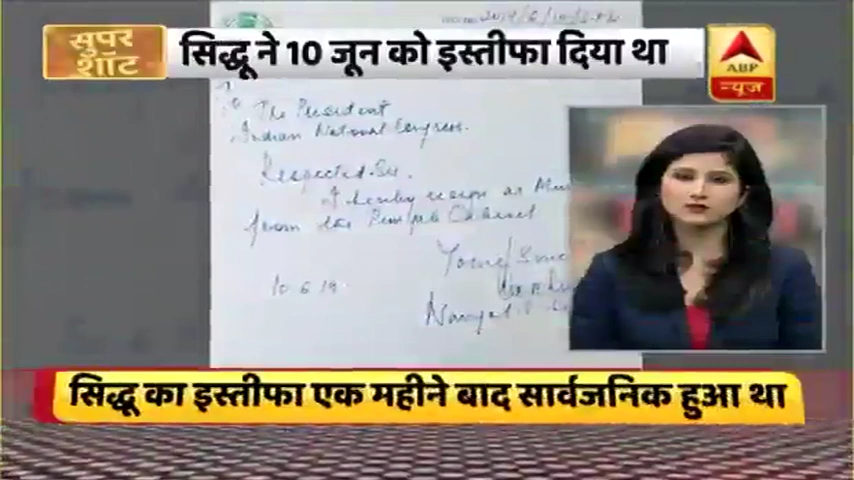 सुपर
शॉट
सिद्धू ने 10 जून को इस्तीफा दिया था
ABP
न्यूज़
The President
Indian National Congress.
Respected Sir.
I hereby resign as
from the Punjab Cabinet
10.6.19.
सिद्धू का इस्तीफा एक महीने बाद सार्वजनिक हुआ था